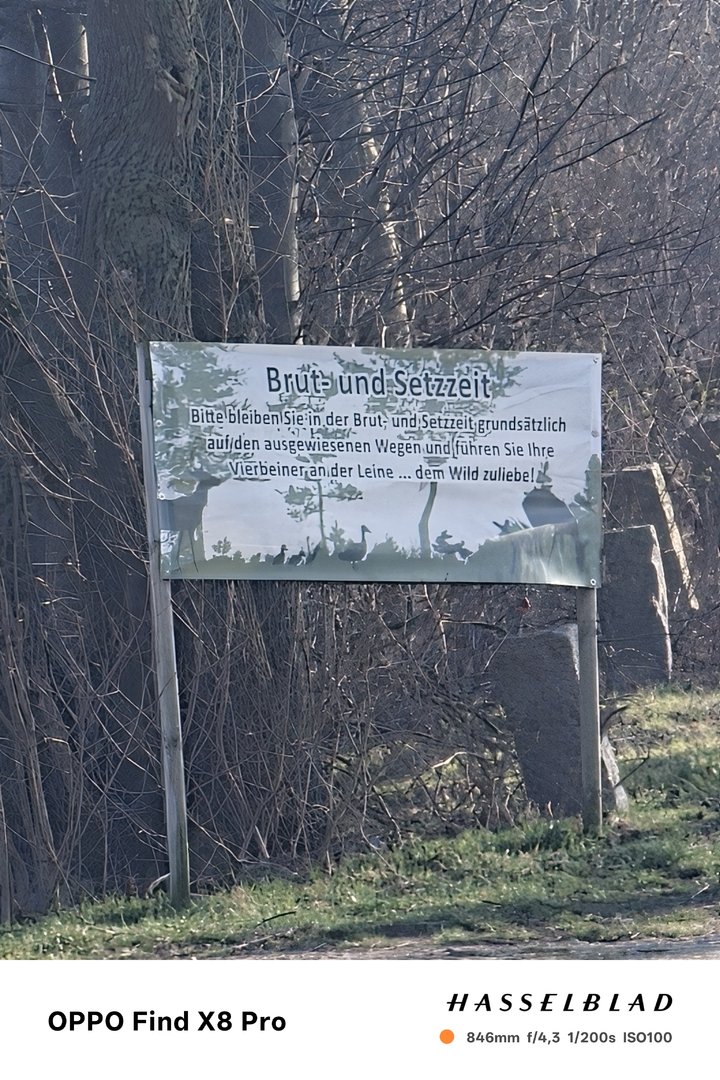 Brut- und Setzzeit
Bitte bleiben Sie in der Brut- und Setzzeit grundsätzlich
auf den ausgewiesenen Wegen und führen Sie Ihre
Vierbeiner an der Leine ... dem Wild zuliebe!
OPPO Find X8 Pro
HASSELBLAD
846mm f/4,3 1/200s ISO100